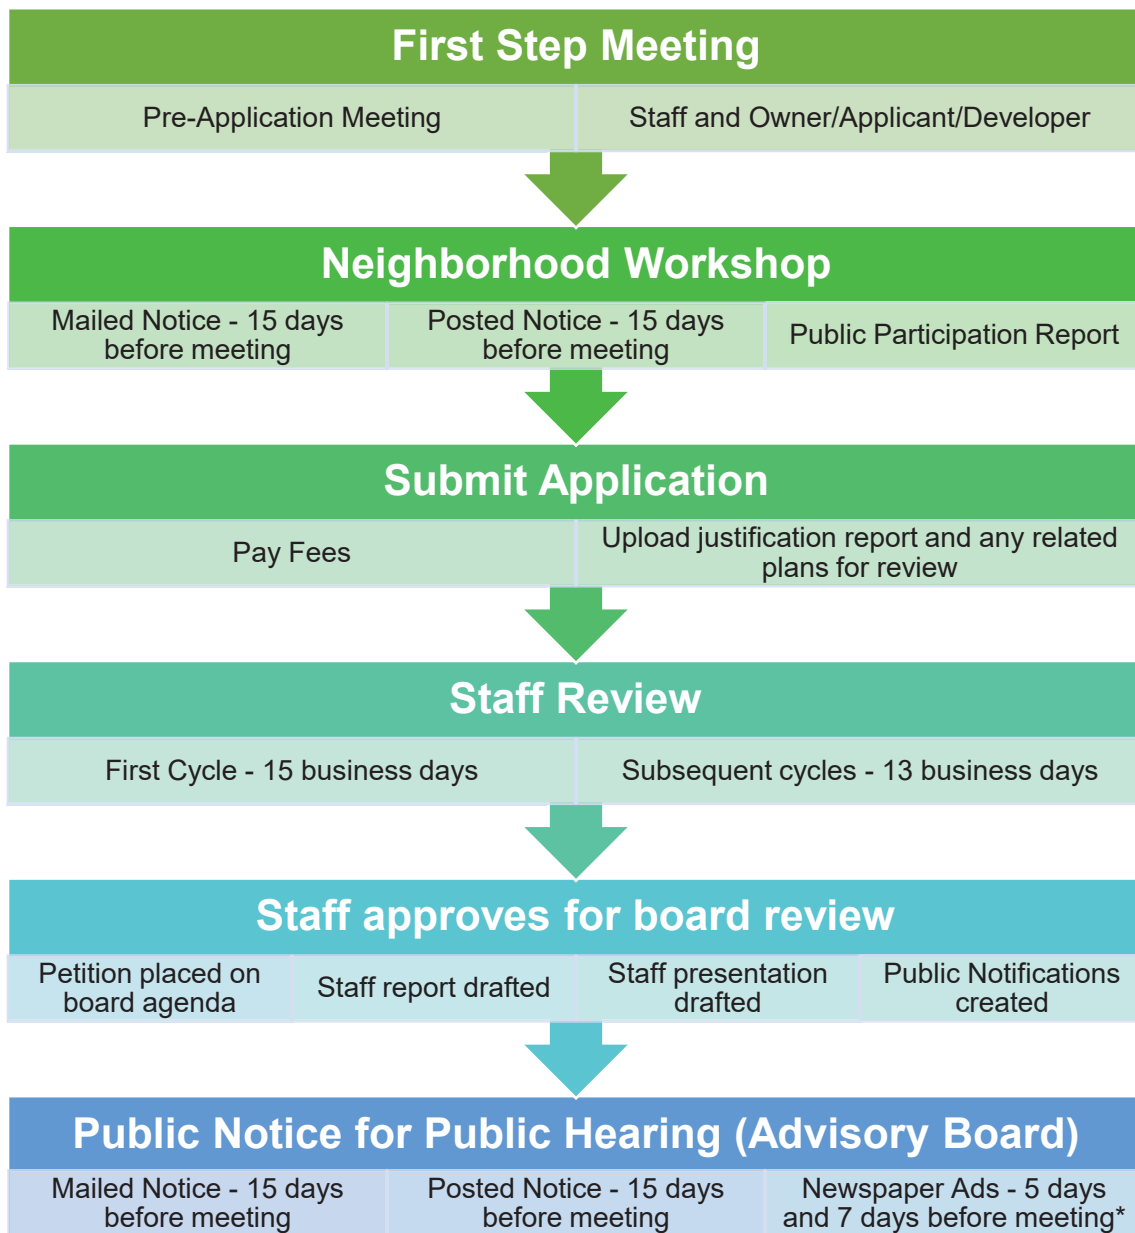 First Step Meeting
Pre-Application Meeting
Staff and Owner/Applicant/Developer
Neighborhood Workshop
Mailed Notice - 15 days
before meeting
Posted Notice - 15 days
before meeting
Public Participation Report
Submit Application
Pay Fees
Upload justification report and any related
plans for review
Staff Review
First Cycle - 15 business days
Subsequent cycles - 13 business days
Staff approves for board review
Petition placed on
board agenda
Staff report drafted
Staff presentation
drafted
Public Notifications
created
Public Notice for Public Hearing (Advisory Board)
Mailed Notice - 15 days
before meeting
Posted Notice - 15 days
before meeting
Newspaper Ads - 5 days
and 7 days before meeting*